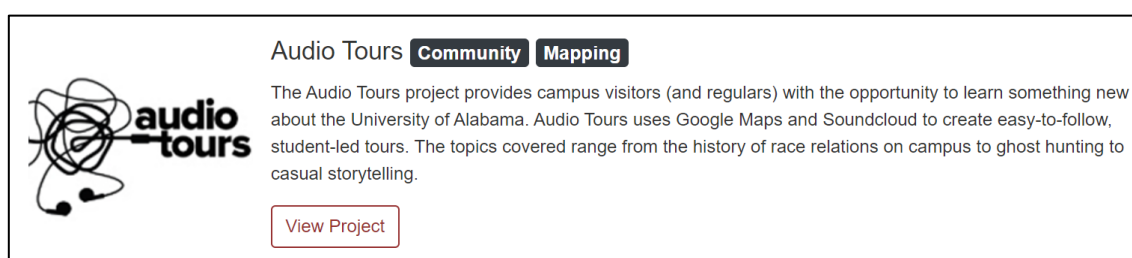 audio
tours
Audio Tours Community Mapping
The Audio Tours project provides campus visitors (and regulars) with the opportunity to learn something new
about the University of Alabama. Audio Tours uses Google Maps and Soundcloud to create easy-to-follow,
student-led tours. The topics covered range from the history of race relations on campus to ghost hunting to
casual storytelling.
View Project